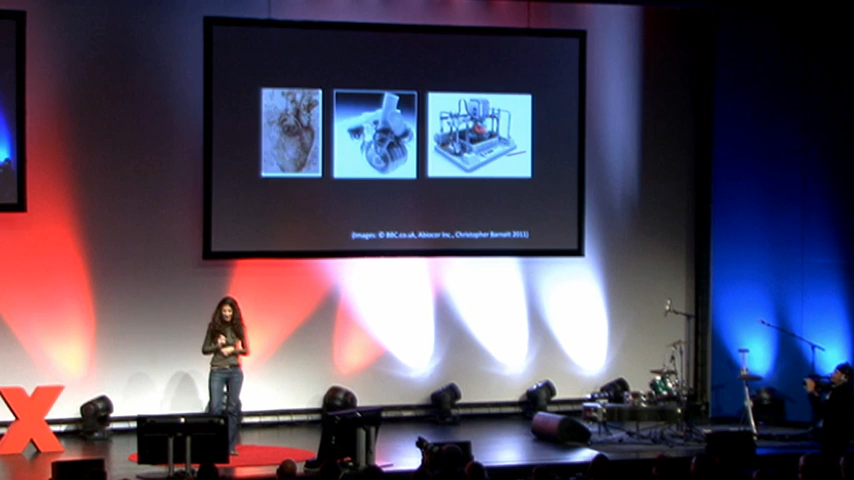 (Images: © BBC.co.uk, Abiocor Inc., Christopher Barnatt 2011)
X